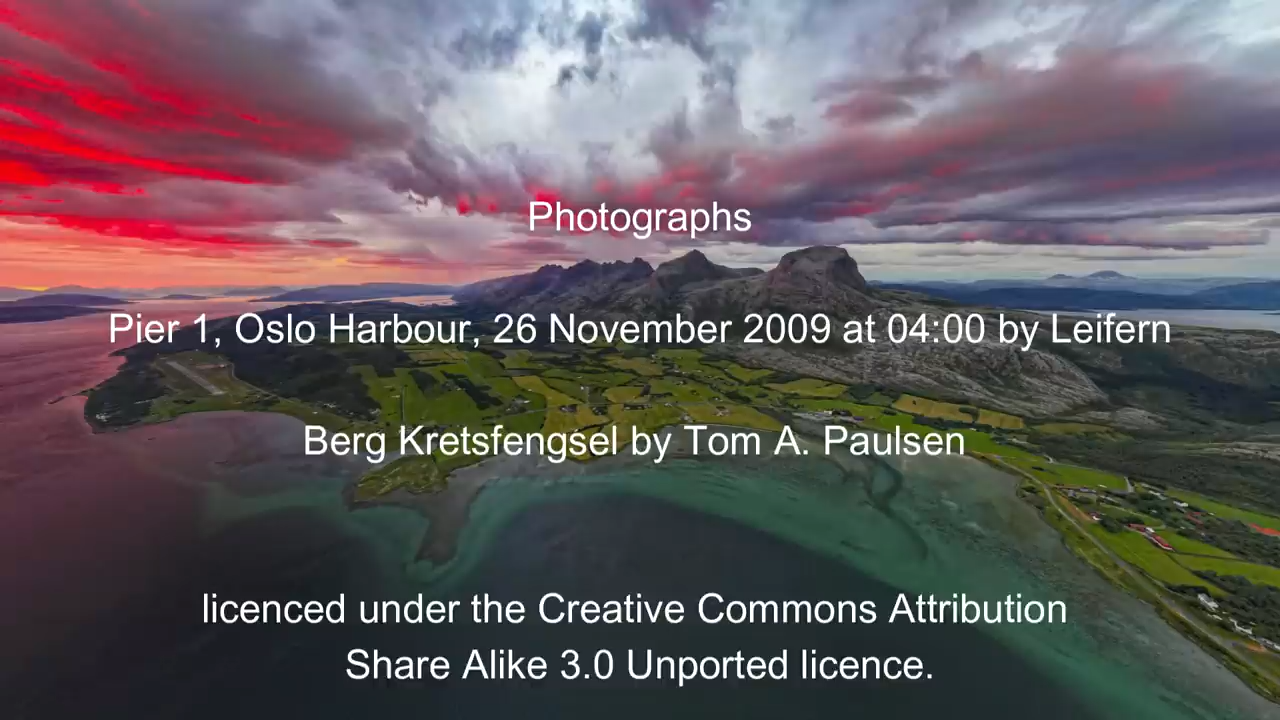 Photographs
Pier 1, Oslo Harbour, 26 November 2009 at 04:00 by Leifern
Berg Kretsfengsel by Tom A. Paulsen
licenced under the Creative Commons Attribution
Share Alike 3.0 Unported licence.